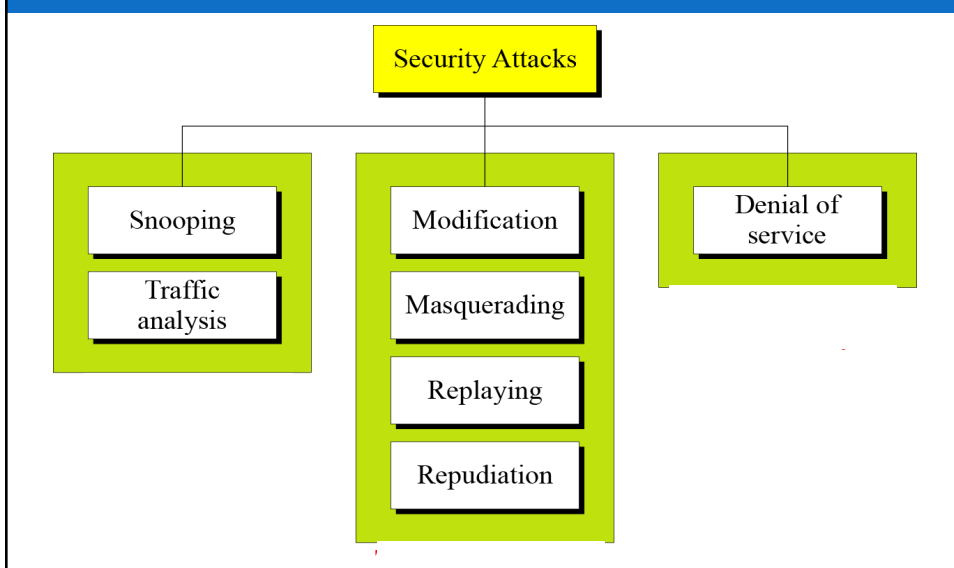 Security Attacks
Snooping
Traffic
analysis
Modification
Masquerading
Replaying
Repudiation
Denial of
service